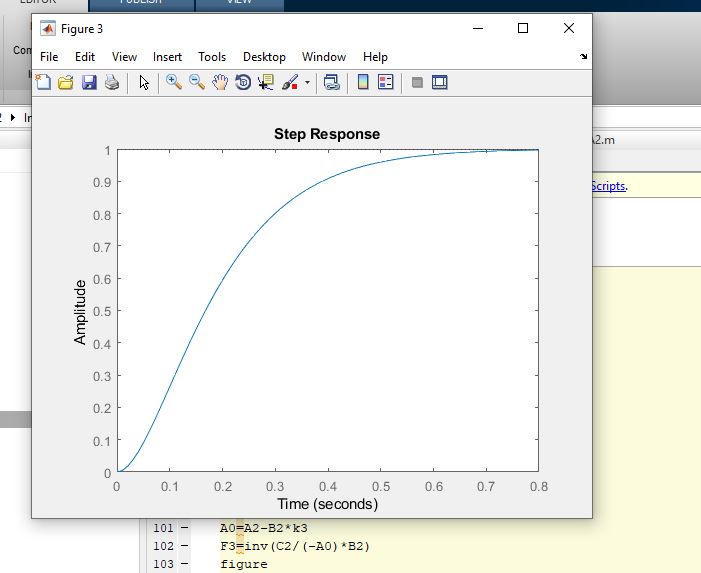 EDITOR PUBLISH VIEW
Figure 3
File Edit View Insert Tools Desktop Window Help
Step Response
1
0.9
0.8
0.7
0.6
0.5
0.4
0.3
0.2
0.1
0
Amplitude
0 0.1 0.2 0.3 0.4 0.5 0.6 0.7 0.8
Time (seconds)
A2.m
Scripts.
101 – A0=A2-B2*k3
102 – F3=inv(C2/(-A0)*B2)
103 – figure